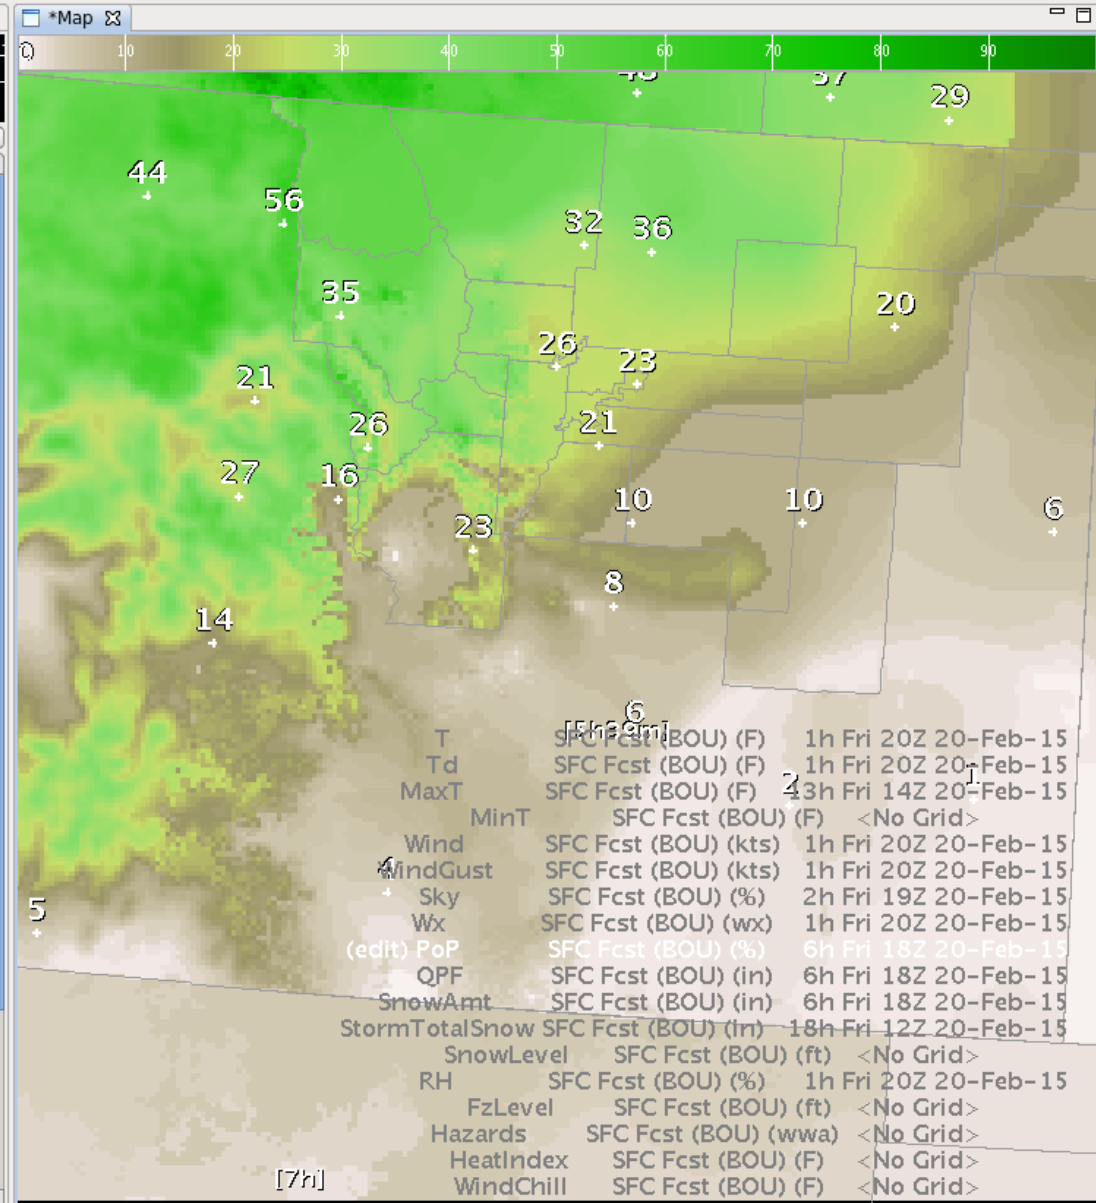 *Map
10 20 30 40 50 60 70 80 90
29
44
56
32 36
35
20
26
23
21
26
21
27 16
10 10
6
23
8
14
6
T SFC Fcst (BOU) (F) 1h Fri 20Z 20-Feb-15
Td SFC Fcst (BOU) (F) 1h Fri 20Z 20-Feb-15
2 1
MaxT SFC Fcst (BOU) (F) 13h Fri 14Z 20-Feb-15
MinT SFC Fcst (BOU) (F) <No Grid>
Wind SFC Fcst (BOU) (kts) 1h Fri 20Z 20-Feb-15
4
WindGust SFC Fcst (BOU) (kts) 1h Fri 20Z 20-Feb-15
Sky SFC Fcst (BOU) (%) 2h Fri 19Z 20-Feb-15
5
Wx SFC Fcst (BOU) (wx) 1h Fri 20Z 20-Feb-15
(edit) PoP SFC Fcst (BOU) (%) 6h Fri 18Z 20-Feb-15
QPF SFC Fcst (BOU) (in) 6h Fri 18Z 20-Feb-15
SnowAmt SFC Fcst (BOU) (in) 6h Fri 18Z 20-Feb-15
StormTotalSnow SFC Fcst (BOU) (in) 18h Fri 12Z 20-Feb-15
SnowLevel SFC Fcst (BOU) (ft) <No Grid>
RH SFC Fcst (BOU) (%) 1h Fri 20Z 20-Feb-15
FzLevel SFC Fcst (BOU) (ft) <No Grid>
Hazards SFC Fcst (BOU) (wwa) <No Grid>
HeatIndex SFC Fcst (BOU) (F) <No Grid>
[7h]
WindChill SFC Fcst (BOU) (F) <No Grid>